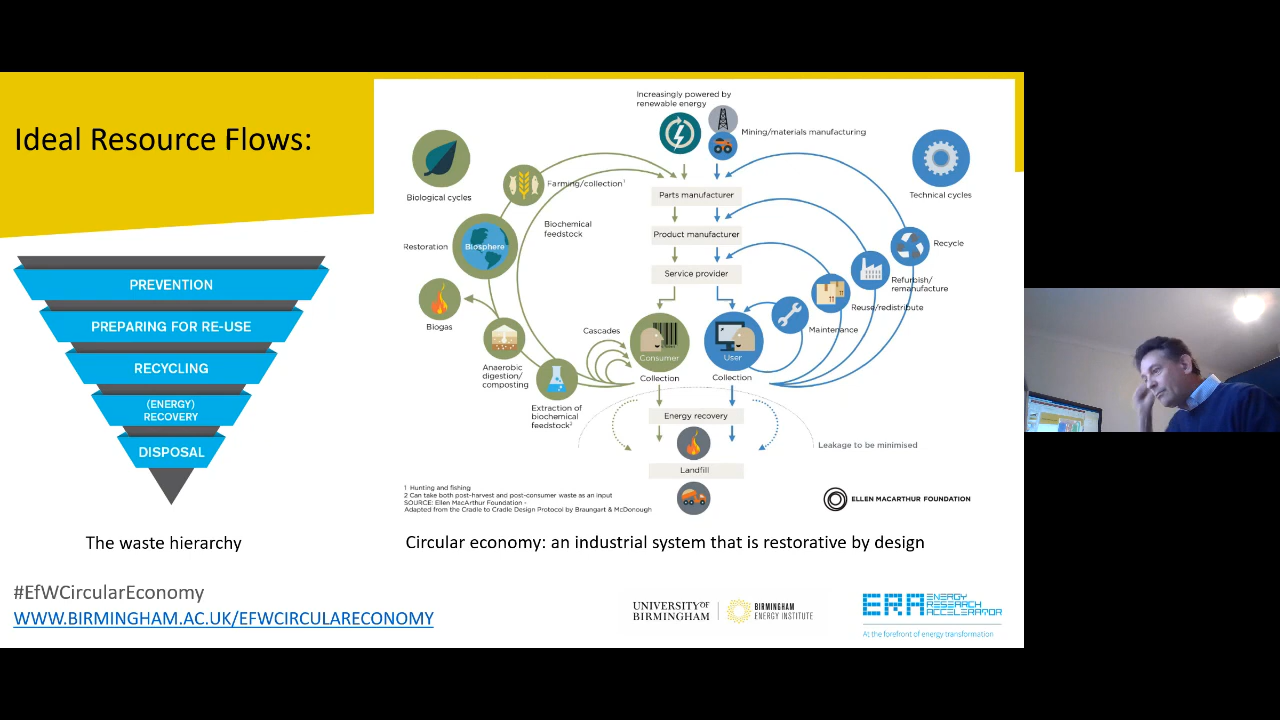 Ideal Resource Flows:
PREVENTION
PREPARING FOR RE-USE
RECYCLING
(ENERGY)
RECOVERY
DISPOSAL
The waste hierarchy
Increasingly powered by
renewable energy
Mining/materials manufacturing
Biological cycles
Technical cycles
Farming/collection¹
Parts manufacturer
Biochemical
feedstock
Product manufacturer
Restoration
Biosphere
Recycle
Service provider
Refurbish/
remanufacture
Biogas
Reuse/redistribute
Cascades
Maintenance
Consumer
User
Anaerobic
digestion/
composting
Collection
Collection
Extraction of
biochemical
feedstock²
Energy recovery
Leakage to be minimised
Landfill
1 Hunting and fishing
2 Can take both post-harvest and post-consumer waste as an input
SOURCE: Ellen MacArthur Foundation -
Adapted from the Cradle to Cradle Design Protocol by Braungart & McDonough
ELLEN MACARTHUR FOUNDATION
Circular economy: an industrial system that is restorative by design
#EfWCircularEconomy
WWW.BIRMINGHAM.AC.UK/EFWCIRCULARECONOMY
UNIVERSITY OF
BIRMINGHAM
BIRMINGHAM
ENERGY INSTITUTE
ERA ENERGY
RESEARCH
ACCELERATOR
At the forefront of energy transformation